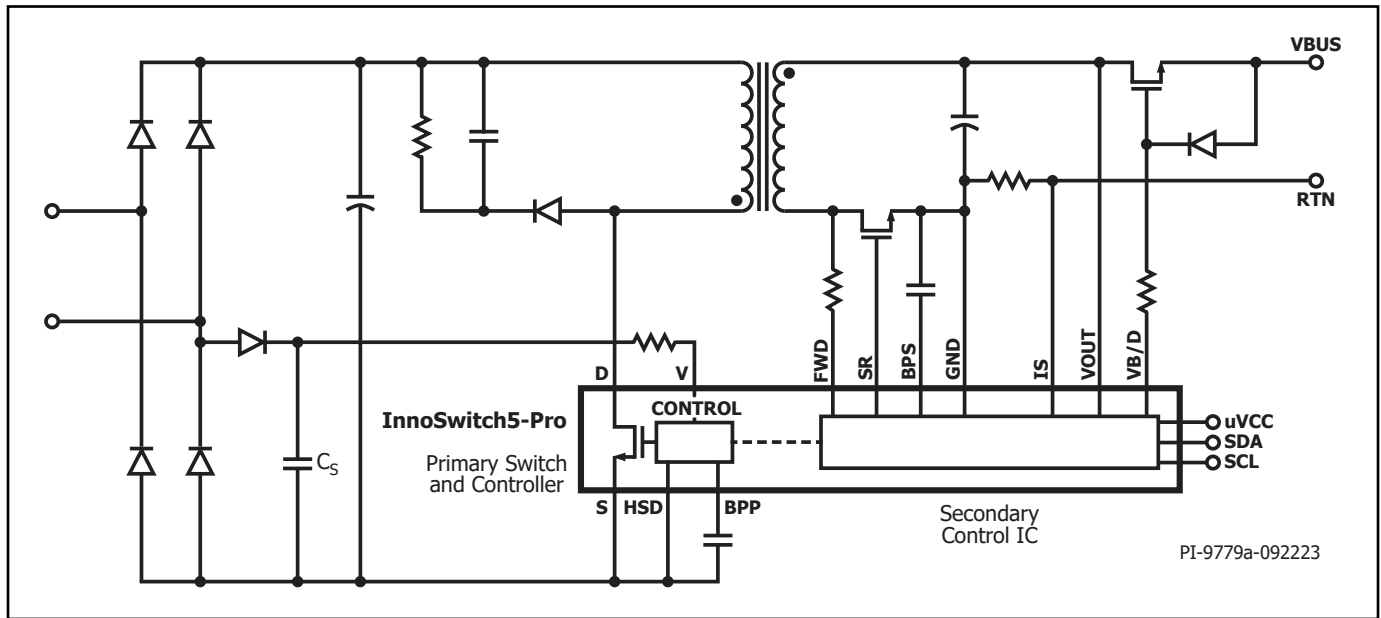 VBUS
RTN
FWD
SR
BPS
GND
IS
VOUT
VB/D
D
V
InnoSwitch5-Pro
CONTROL
uVCC
SDA
SCL
Primary Switch
and Controller
CS
S
HSD
BPP
Secondary
Control IC
PI-9779a-092223